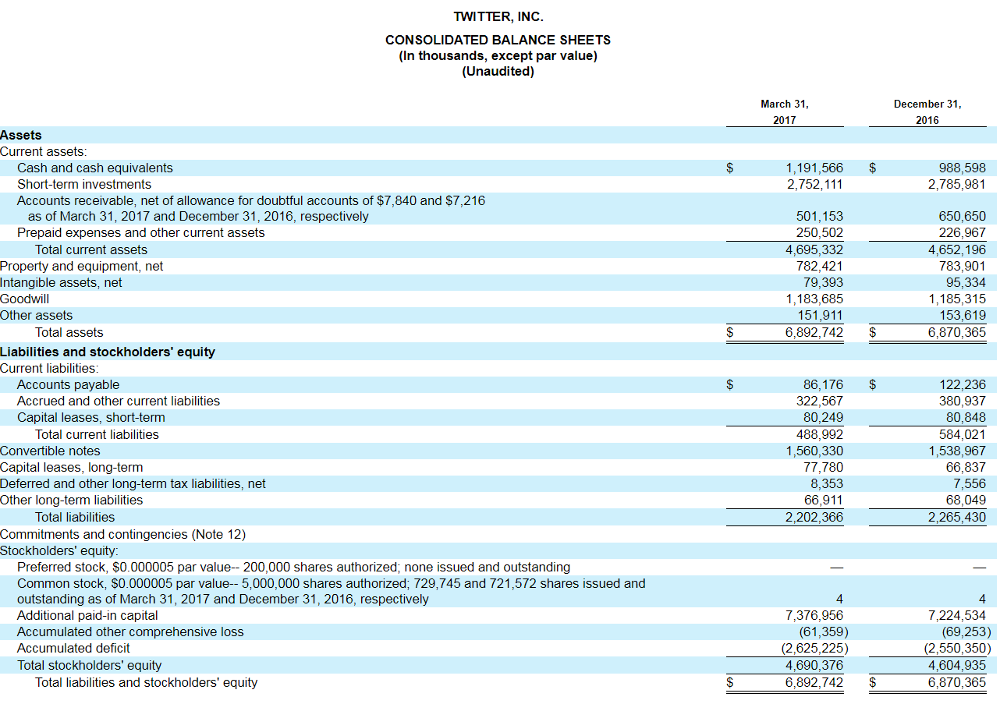 TWITTER, INC.
CONSOLIDATED BALANCE SHEETS
(In thousands, except par value)
(Unaudited)
March 31, December 31,
2017 2016
Assets
Current assets:
Cash and cash equivalents $ 1,191,566 $ 988,598
Short-term investments 2,752,111 2,785,981
Accounts receivable, net of allowance for doubtful accounts of $7,840 and $7,216
as of March 31, 2017 and December 31, 2016, respectively 501,153 650,650
Prepaid expenses and other current assets 250,502 226,967
Total current assets 4,695,332 4,652,196
Property and equipment, net 782,421 783,901
Intangible assets, net 79,393 95,334
Goodwill 1,183,685 1,185,315
Other assets 151,911 153,619
Total assets $ 6,892,742 $ 6,870,365
Liabilities and stockholders' equity
Current liabilities:
Accounts payable $ 86,176 $ 122,236
Accrued and other current liabilities 322,567 380,937
Capital leases, short-term 80,249 80,848
Total current liabilities 488,992 584,021
Convertible notes 1,560,330 1,538,967
Capital leases, long-term 77,780 66,837
Deferred and other long-term tax liabilities, net 8,353 7,556
Other long-term liabilities 66,911 68,049
Total liabilities 2,202,366 2,265,430
Commitments and contingencies (Note 12)
Stockholders' equity:
Preferred stock, $0.000005 par value-- 200,000 shares authorized; none issued and outstanding — —
Common stock, $0.000005 par value-- 5,000,000 shares authorized; 729,745 and 721,572 shares issued and
outstanding as of March 31, 2017 and December 31, 2016, respectively 4 4
Additional paid-in capital 7,376,956 7,224,534
Accumulated other comprehensive loss (61,359) (69,253)
Accumulated deficit (2,625,225) (2,550,350)
Total stockholders' equity 4,690,376 4,604,935
Total liabilities and stockholders' equity $ 6,892,742 $ 6,870,365